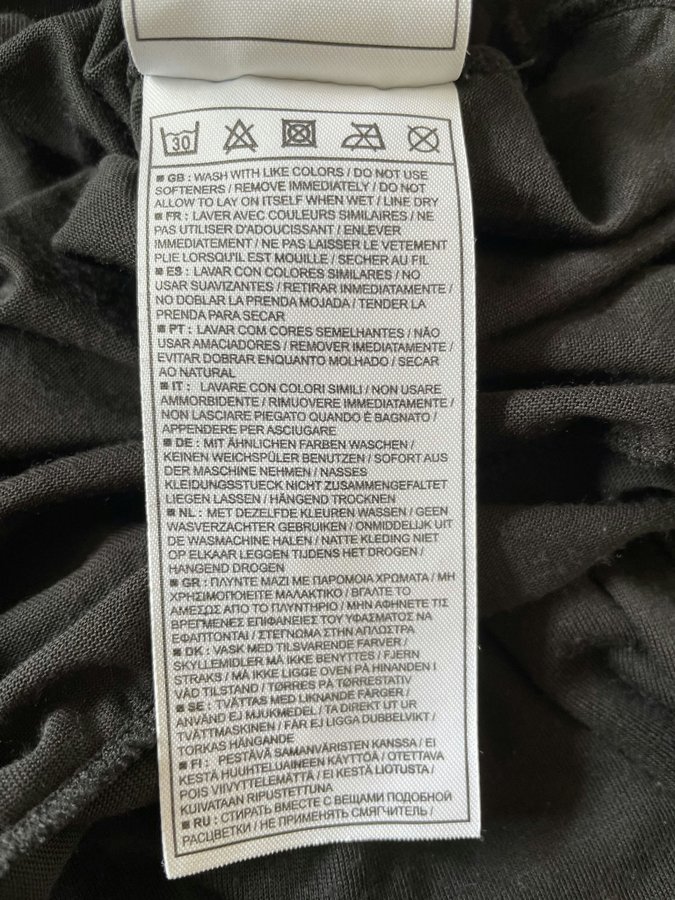 30
■ GB : WASH WITH LIKE COLORS / DO NOT USE
SOFTENERS / REMOVE IMMEDIATELY / DO NOT
ALLOW TO LAY ON ITSELF WHEN WET / LINE DRY
■ FR : LAVER AVEC COULEURS SIMILAIRES / NE
PAS UTILISER D'ADOUCISSANT / ENLEVER
IMMEDIATEMENT / NE PAS LAISSER LE VETEMENT
PLIE LORSQU'IL EST MOUILLE / SECHER AU FIL
■ ES : LAVAR CON COLORES SIMILARES / NO
USAR SUAVIZANTES / RETIRAR INMEDIATAMENTE /
NO DOBLAR LA PRENDA MOJADA / TENDER LA
PRENDA PARA SECAR
■ PT : LAVAR COM CORES SEMELHANTES / NÃO
USAR AMACIADORES / REMOVER IMEDIATAMENTE /
EVITAR DOBRAR ENQUANTO MOLHADO / SECAR
AO NATURAL
■ IT : LAVARE CON COLORI SIMILI / NON USARE
AMMORBIDENTE / RIMUOVERE IMMEDIATAMENTE /
NON LASCIARE PIEGATO QUANDO È BAGNATO /
APPENDERE PER ASCIUGARE
■ DE : MIT ÄHNLICHEN FARBEN WASCHEN /
KEINEN WEICHSPÜLER BENUTZEN / SOFORT AUS
DER MASCHINE NEHMEN / NASSES
KLEIDUNGSSTUECK NICHT ZUSAMMENGEFALTET
LIEGEN LASSEN / HÄNGEND TROCKNEN
■ NL : MET DEZELFDE KLEUREN WASSEN / GEEN
WASVERZACHTER GEBRUIKEN / ONMIDDELIJK UIT
DE WASMACHINE HALEN / NATTE KLEDING NIET
OP ELKAAR LEGGEN TIJDENS HET DROGEN /
HANGEND DROGEN
■ GR : ΠΛΥΝΤΕ ΜΑΖΙ ΜΕ ΠΑΡΟΜΟΙΑ ΧΡΩΜΑΤΑ / ΜΗ
ΧΡΗΣΙΜΟΠΟΙΕΙΤΕ ΜΑΛΑΚΤΙΚΟ / ΒΓΑΛΤΕ ΤΟ
ΑΜΕΣΩΣ ΑΠΟ ΤΟ ΠΛΥΝΤΗΡΙΟ / ΜΗΝ ΑΦΗΝΕΤΕ ΤΙΣ
ΒΡΕΓΜΕΝΕΣ ΕΠΙΦΑΝΕΙΕΣ ΤΟΥ ΥΦΑΣΜΑΤΟΣ ΝΑ
ΕΦΑΠΤΟΝΤΑΙ / ΣΤΕΓΝΩΜΑ ΣΤΗΝ ΑΠΛΩΣΤΡΑ
■ DK : VASK MED TILSVARENDE FARVER /
SKYLLEMIDLER MÅ IKKE BENYTTES / FJERN
STRAKS / MÅ IKKE LIGGE OVEN PÅ HINANDEN I
VÅD TILSTAND / TØRRES PÅ TØRRESTATIV
■ SE : TVÄTTAS MED LIKNANDE FÄRGER /
ANVÄND EJ MJUKMEDEL / TA DIREKT UT UR
TVÄTTMASKINEN / FÅR EJ LIGGA DUBBELVIKT /
TORKAS HÄNGANDE
■ FI : PESTÄVÄ SAMANVÄRISTEN KANSSA / EI
KESTÄ HUUHTELUAINEEN KÄYTTÖÄ / OTETTAVA
POIS VIIVYTTELEMÄTTÄ / EI KESTÄ LIOTUSTA /
KUIVATAAN RIPUSTETTUNA
■ RU : СТИРАТЬ ВМЕСТЕ С ВЕЩАМИ ПОДОБНОЙ
РАСЦВЕТКИ / НЕ ПРИМЕНЯТЬ СМЯГЧИТЕЛЬ /